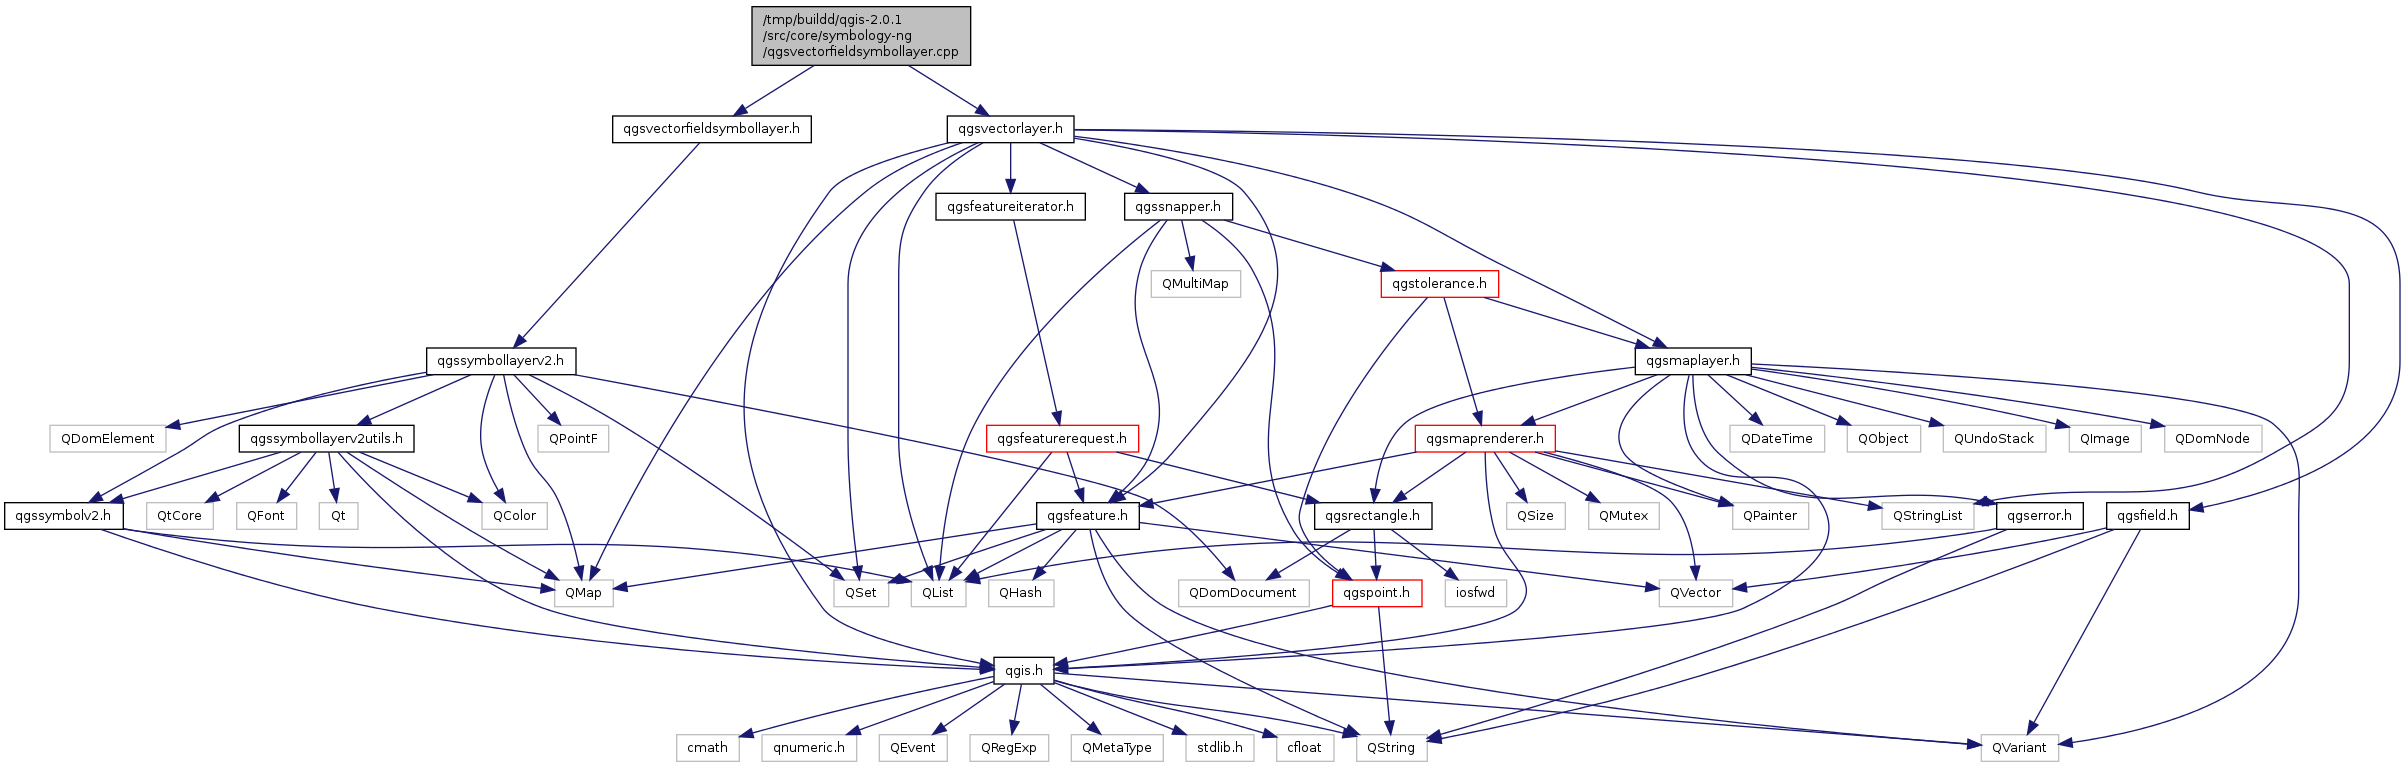 /tmp/buildd/qgis-2.0.1
/src/core/symbology-ng
/qgsvectorfieldsymbollayer.cpp
qgsvectorfieldsymbollayer.h
qgsvectorlayer.h
qgsfeatureiterator.h
qgssnapper.h
QMultiMap
qgstolerance.h
qgssymbollayerv2.h
qgsmaplayer.h
QDomElement
qgssymbollayerv2utils.h
QPointF
qgsfeaturerequest.h
qgsmaprenderer.h
QDateTime
QObject
QUndoStack
QImage
QDomNode
qgssymbolv2.h
QtCore
QFont
Qt
QColor
qgsfeature.h
qgsrectangle.h
QSize
QMutex
QPainter
QStringList
qgserror.h
qgsfield.h
QMap
QSet
QList
QHash
QDomDocument
qgspoint.h
iosfwd
QVector
qgis.h
cmath
qnumeric.h
QEvent
QRegExp
QMetaType
stdlib.h
cfloat
QString
QVariant